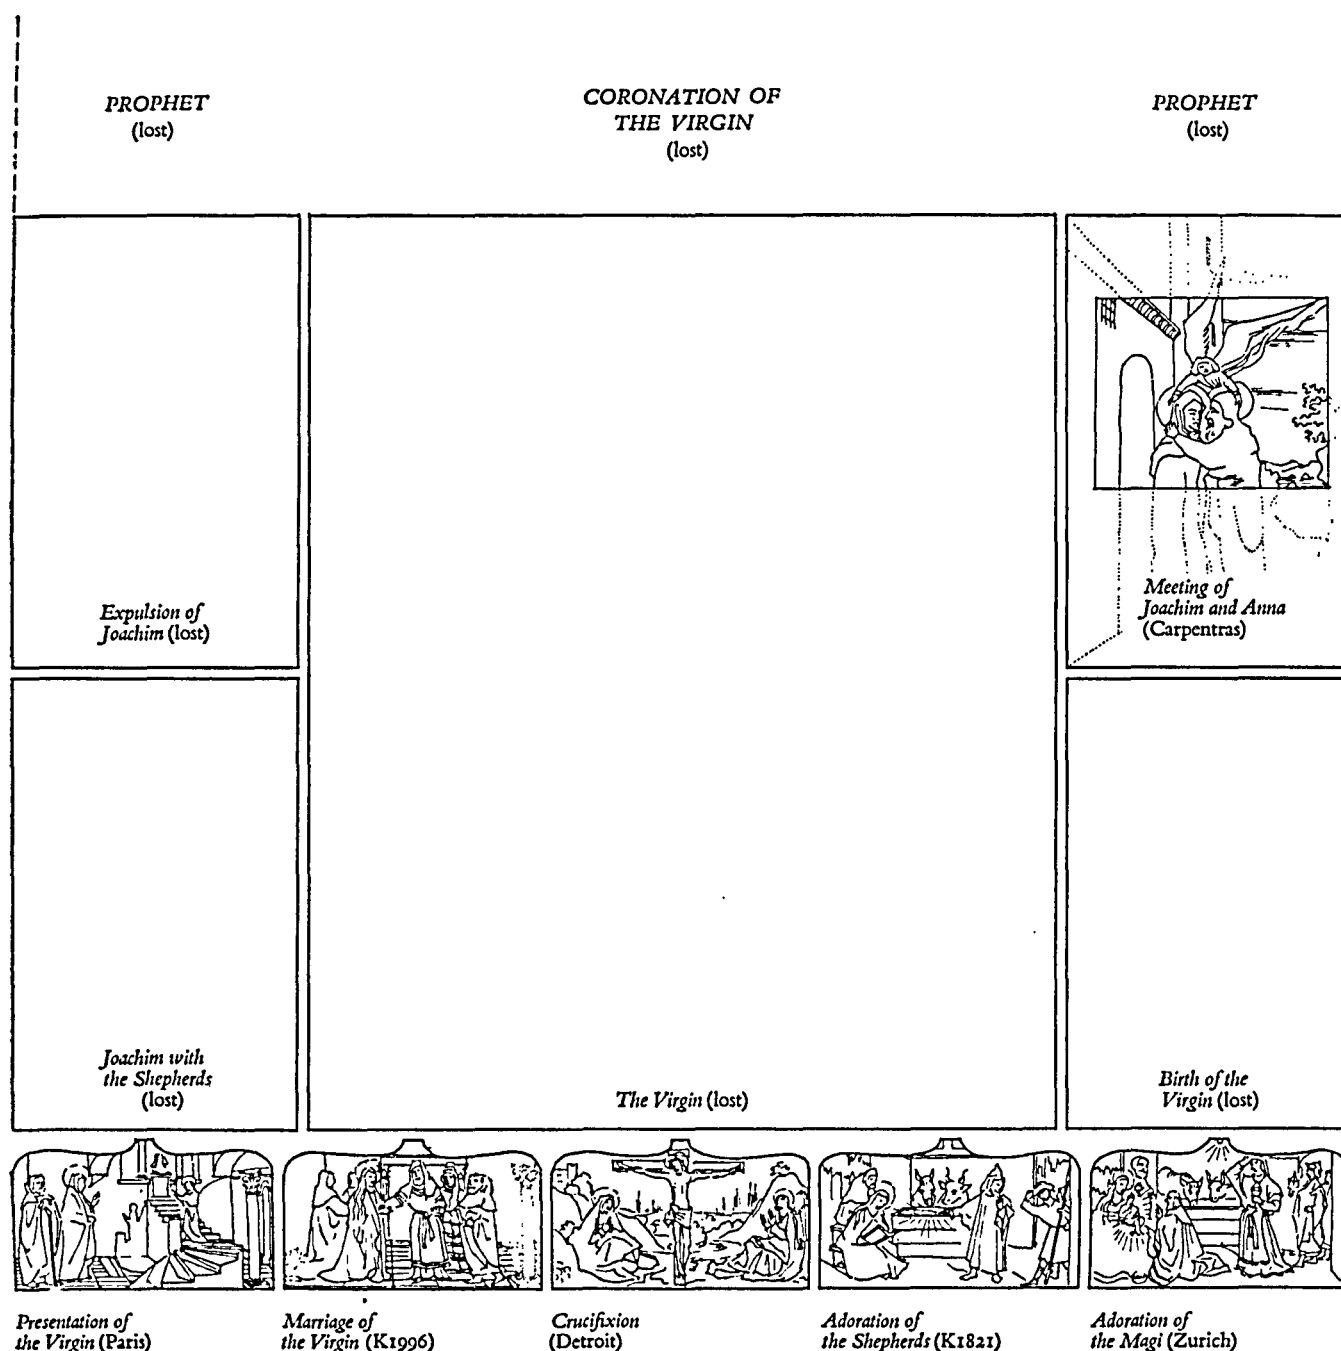 PROPHET
(lost)
CORONATION OF
THE VIRGIN
(lost)
PROPHET
(lost)
Expulsion of
Joachim (lost)
Meeting of
Joachim and Anna
(Carpentras)
Joachim with
the Shepherds
(lost)
The Virgin (lost)
Birth of the
Virgin (lost)
Presentation of
the Virgin (Paris)
Marriage of
the Virgin (K1996)
Crucifixion
(Detroit)
Adoration of
the Shepherds (K1821)
Adoration of
the Magi (Zurich)